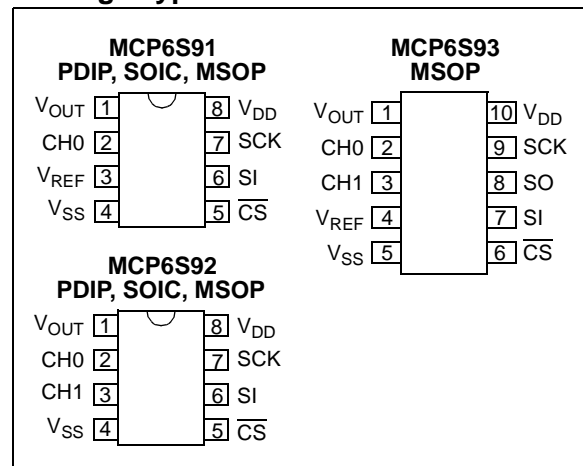 MCP6S91
PDIP, SOIC, MSOP
VOUT 1 8 VDD
CH0 2 7 SCK
VREF 3 6 SI
VSS 4 5 CS
MCP6S92
PDIP, SOIC, MSOP
VOUT 1 8 VDD
CH0 2 7 SCK
CH1 3 6 SI
VSS 4 5 CS
MCP6S93
MSOP
VOUT 1 10 VDD
CH0 2 9 SCK
CH1 3 8 SO
VREF 4 7 SI
VSS 5 6 CS